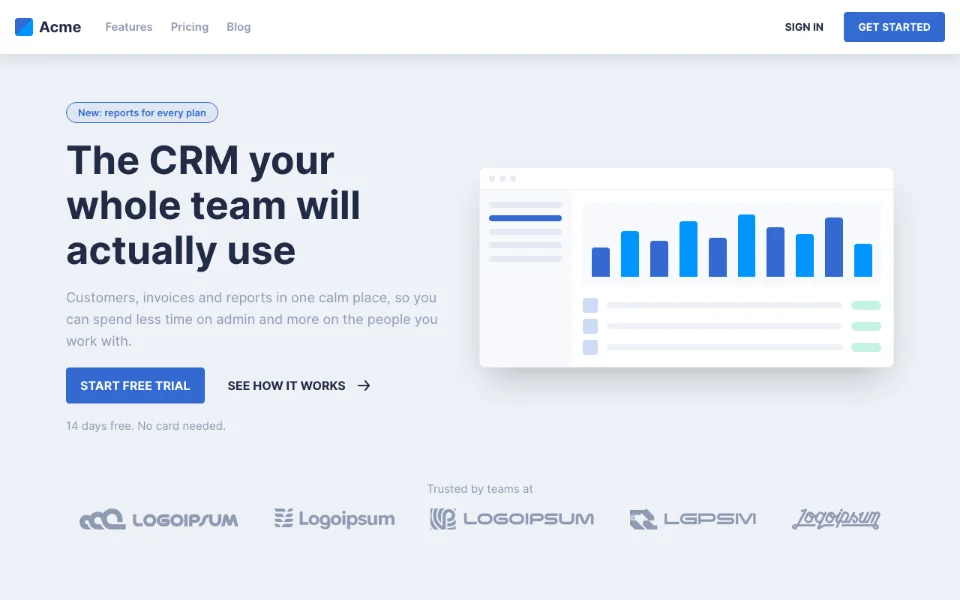 Acme
Features
Pricing
Blog
SIGN IN
GET STARTED
New: reports for every plan
The CRM your
whole team will
actually use
Customers, invoices and reports in one calm place, so you
can spend less time on admin and more on the people you
work with.
START FREE TRIAL
SEE HOW IT WORKS
14 days free. No card needed.
Trusted by teams at
LOGOIPSUM
Logoipsum
LOGOIPSUM
LGPSM
logoipsum